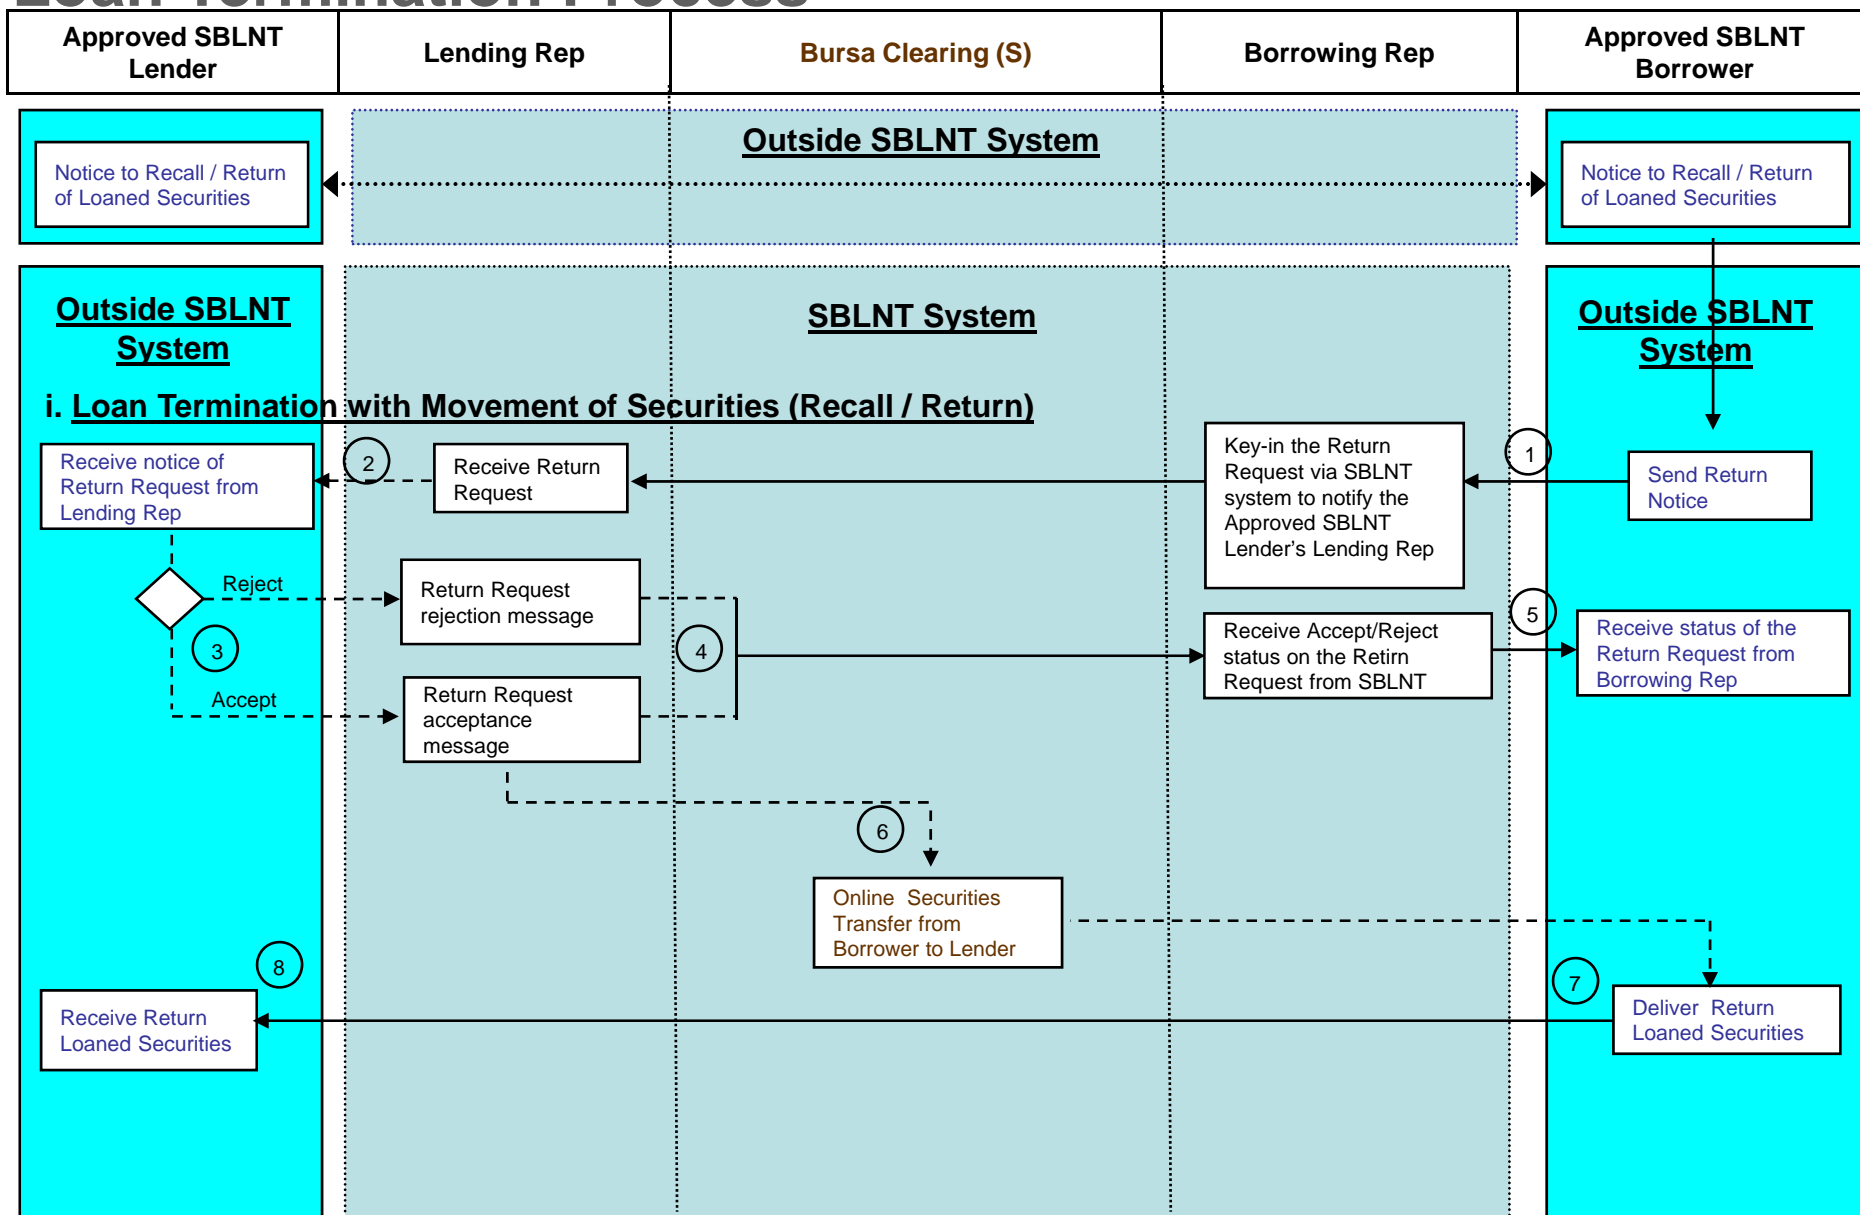 Loan Termination Process
Approved SBLNT
Lender
Lending Rep
Bursa Clearing (S)
Borrowing Rep
Approved SBLNT
Borrower
Outside SBLNT System
Notice to Recall / Return
of Loaned Securities
Notice to Recall / Return
of Loaned Securities
Outside SBLNT
System
SBLNT System
Outside SBLNT
System
i. Loan Termination with Movement of Securities (Recall / Return)
Receive notice of
Return Request from
Lending Rep
2
Receive Return
Request
Key-in the Return
Request via SBLNT
system to notify the
Approved SBLNT
Lender's Lending Rep
1
Send Return
Notice
Reject
Return Request
rejection message
3
4
Receive Accept/Reject
status on the Retirn
Request from SBLNT
5
Receive status of the
Return Request from
Borrowing Rep
Accept
Return Request
acceptance
message
6
Online Securities
Transfer from
Borrower to Lender
8
7
Receive Return
Loaned Securities
Deliver Return
Loaned Securities